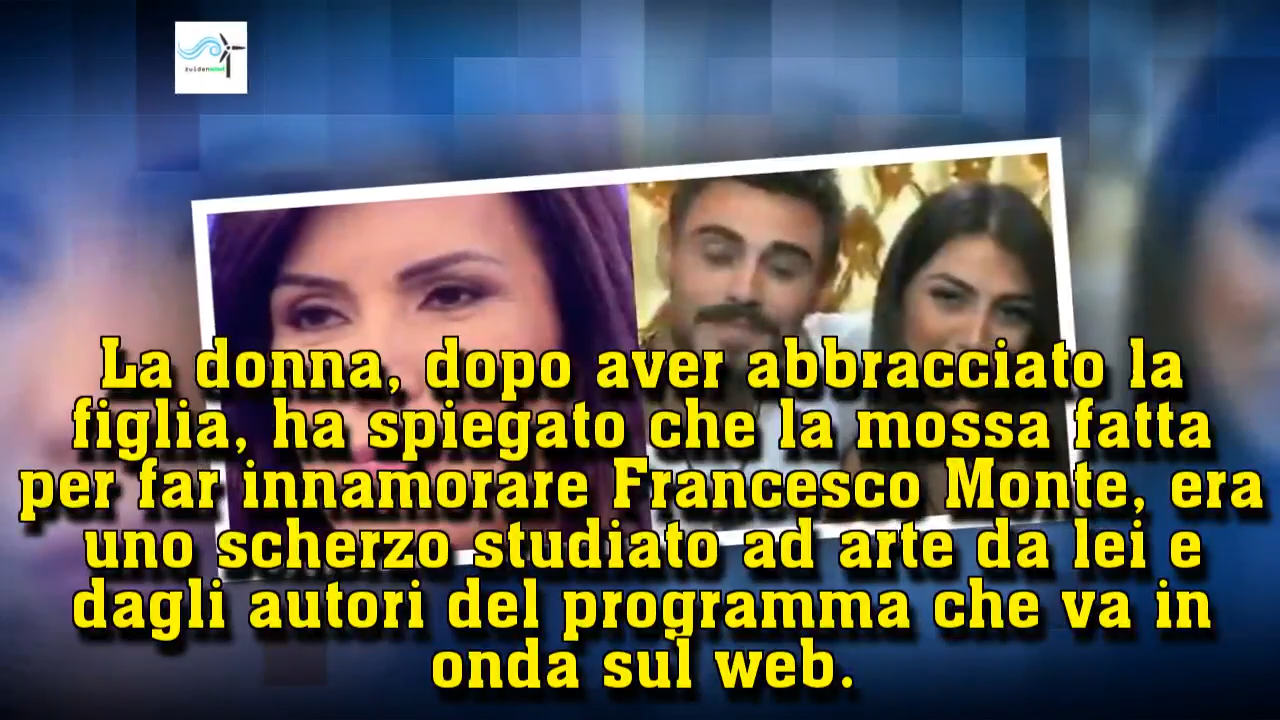 zuidenwind
La donna, dopo aver abbracciato la
figlia, ha spiegato che la mossa fatta
per far innamorare Francesco Monte, era
uno scherzo studiato ad arte da lei e
dagli autori del programma che va in
onda sul web.